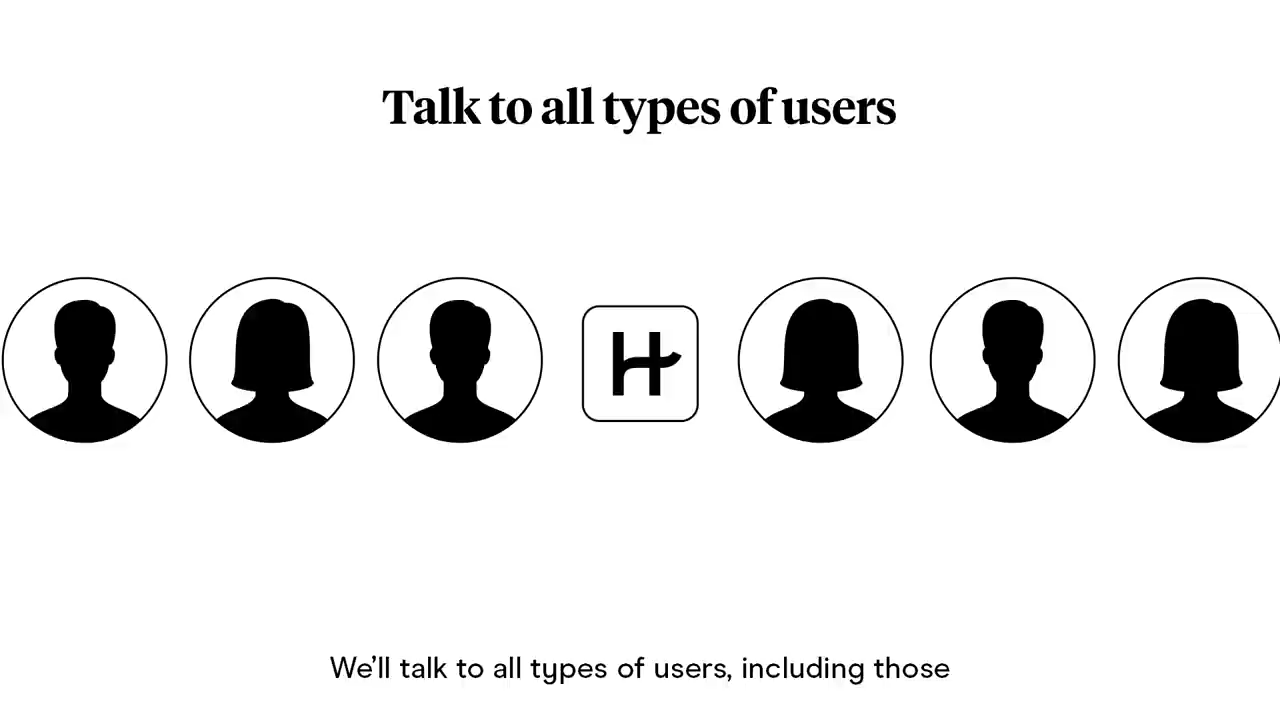 Talk to all types of users
H
We'll talk to all types of users, including those